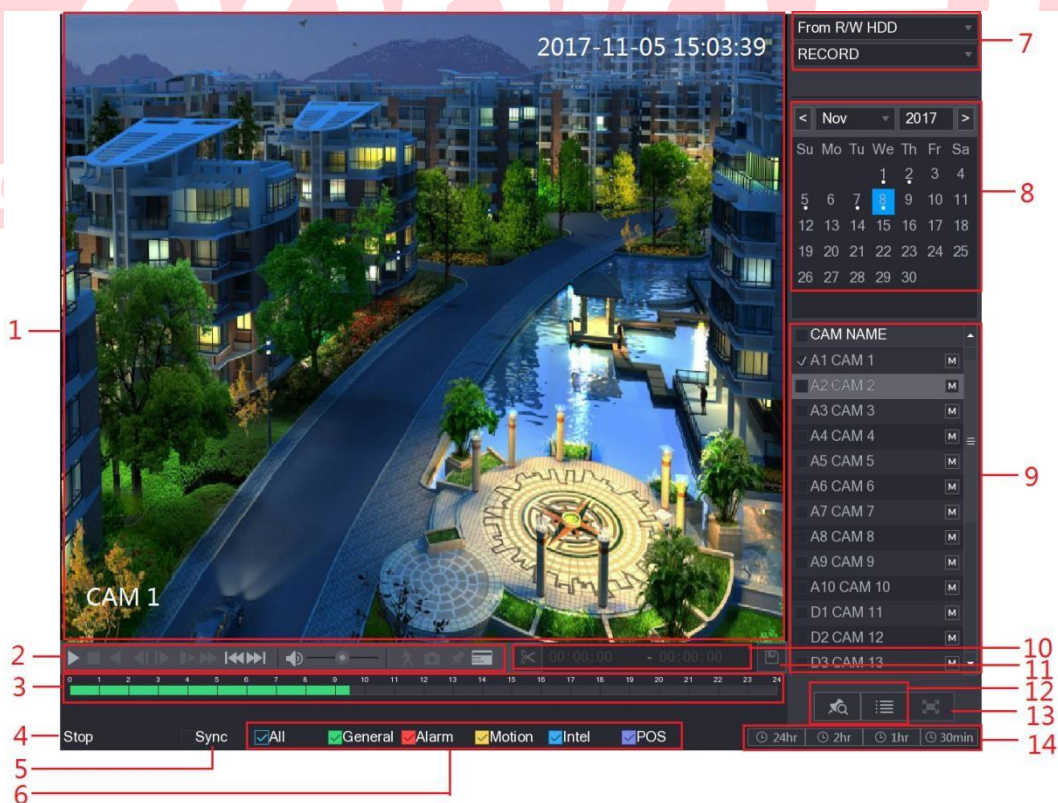 2017-11-05 15:03:39
CAM 1
From R/W HDD
RECORD
< Nov 2017 >
Su Mo Tu We Th Fr Sa
1 2 3 4
5 6 7 8 9 10 11
12 13 14 15 16 17 18
19 20 21 22 23 24 25
26 27 28 29 30
CAM NAME
A1 CAM 1 M
A2 CAM 2 M
A3 CAM 3 M
A4 CAM 4 M
A5 CAM 5 M
A6 CAM 6 M
A7 CAM 7 M
A8 CAM 8 M
A9 CAM 9 M
A10 CAM 10 M
D1 CAM 11 M
D2 CAM 12 M
D3 CAM 13 M
00:00:00 - 00:00:00
0 1 2 3 4 5 6 7 8 9 10 11 12 13 14 15 16 17 18 19 20 21 22 23 24
Stop Sync All General Alarm Motion Intel POS
24hr 2hr 1hr 30min
1
2
3
4
5
6
7
8
9
10
11
12
13
14